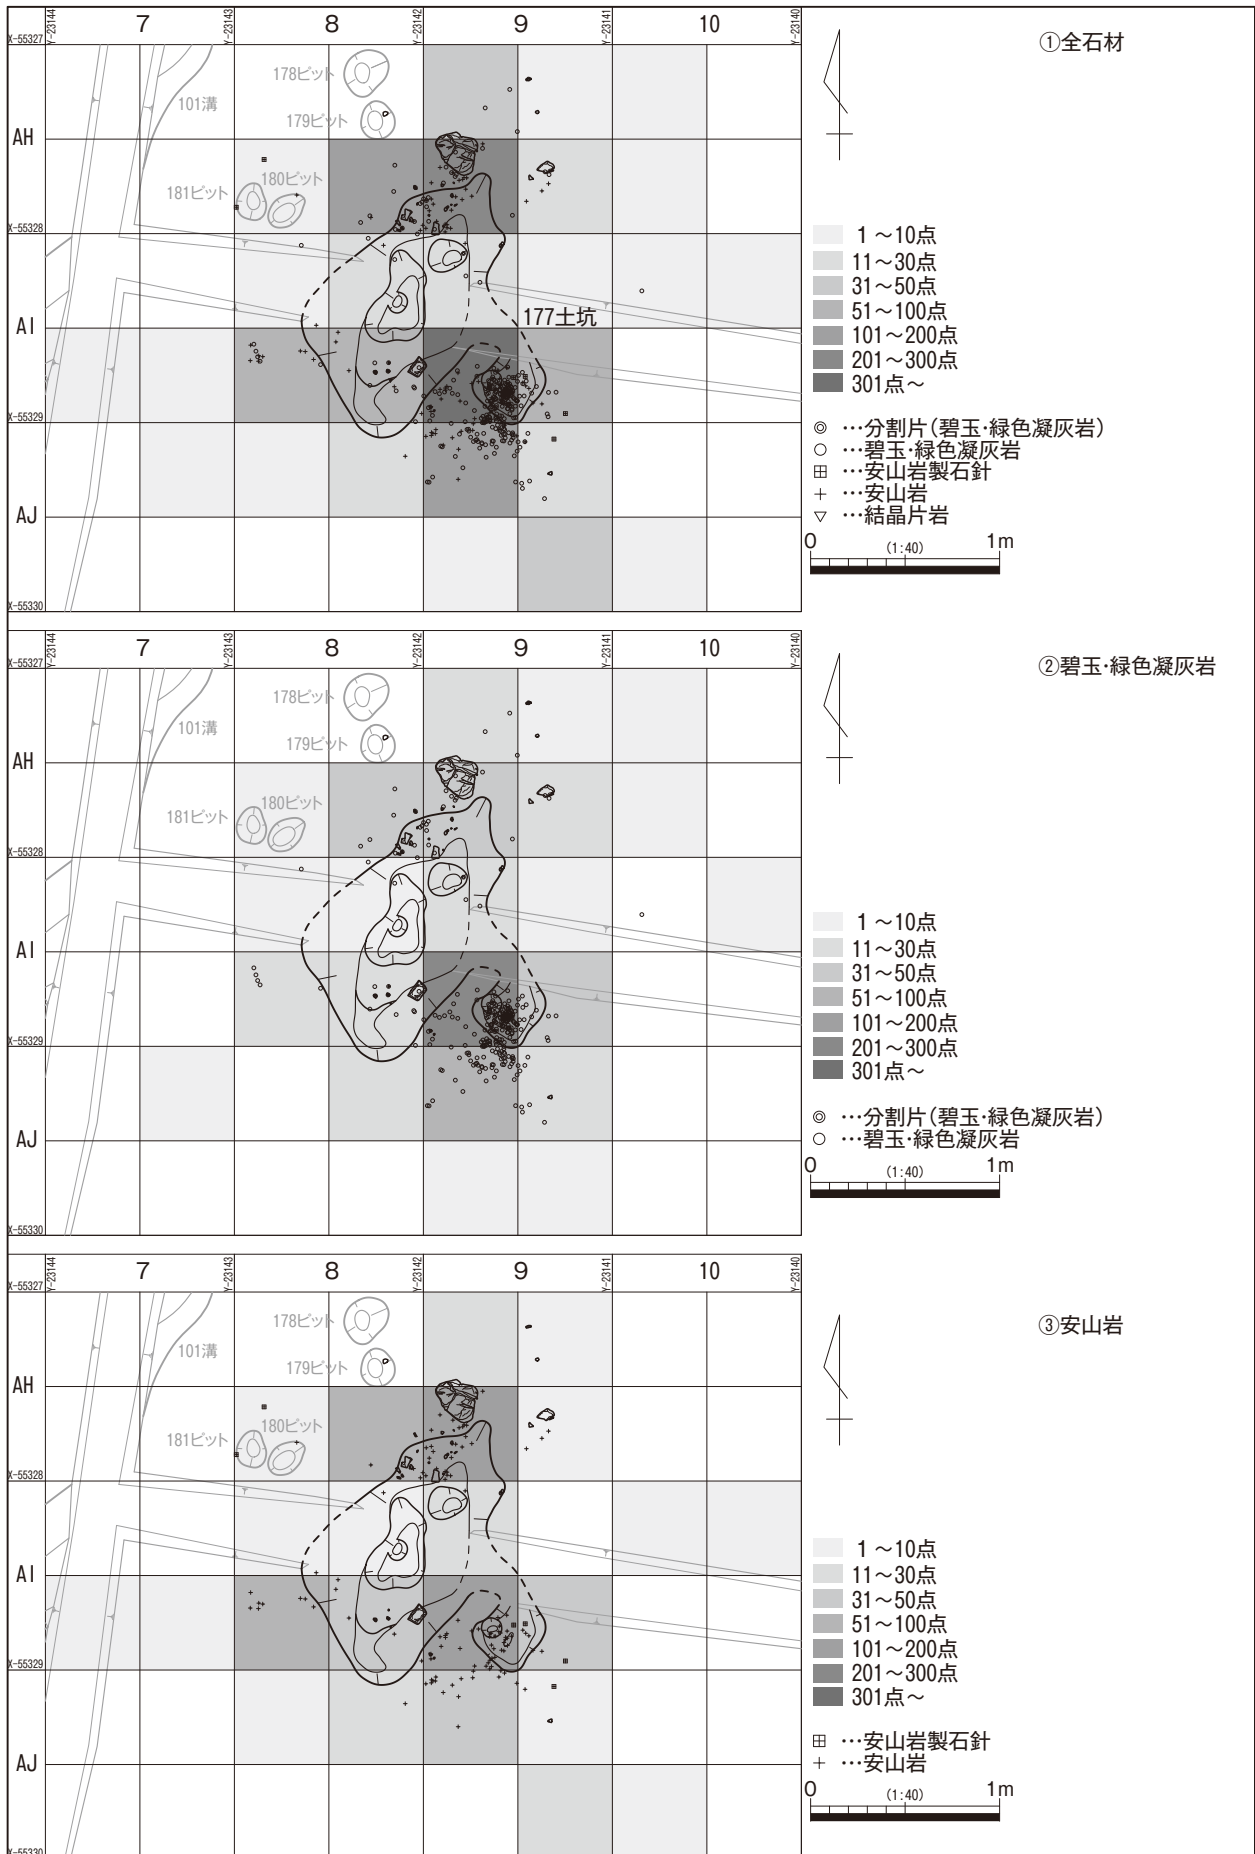 7 8 9 10
Y-23144 Y-23143 Y-23142 Y-23141 Y-23140
X-55327
①全石材
178ピット
101溝
179ピット
AH
180ピット
181ピット
X-55328
1～10点
11～30点
31～50点
51～100点
101～200点
201～300点
301点～
177土坑
AI
X-55329
◎ …分割片(碧玉・緑色凝灰岩)
○ …碧玉・緑色凝灰岩
⊞ …安山岩製石針
+ …安山岩
▽ …結晶片岩
AJ
0 (1:40) 1m
X-55330
7 8 9 10
Y-23144 Y-23143 Y-23142 Y-23141 Y-23140
X-55327
②碧玉・緑色凝灰岩
178ピット
101溝
179ピット
AH
180ピット
181ピット
X-55328
1～10点
11～30点
31～50点
51～100点
101～200点
201～300点
301点～
AI
X-55329
◎ …分割片(碧玉・緑色凝灰岩)
○ …碧玉・緑色凝灰岩
AJ
0 (1:40) 1m
X-55330
7 8 9 10
Y-23144 Y-23143 Y-23142 Y-23141 Y-23140
X-55327
③安山岩
178ピット
101溝
179ピット
AH
180ピット
181ピット
X-55328
1～10点
11～30点
31～50点
51～100点
101～200点
201～300点
301点～
AI
X-55329
⊞ …安山岩製石針
+ …安山岩
AJ
0 (1:40) 1m
X-55330